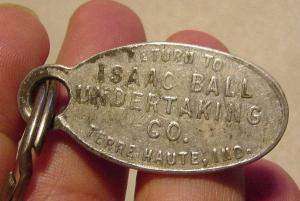 RETURN TO
ISAAC BALL
UNDERTAKING
CO.
TERRE HAUTE, IND.